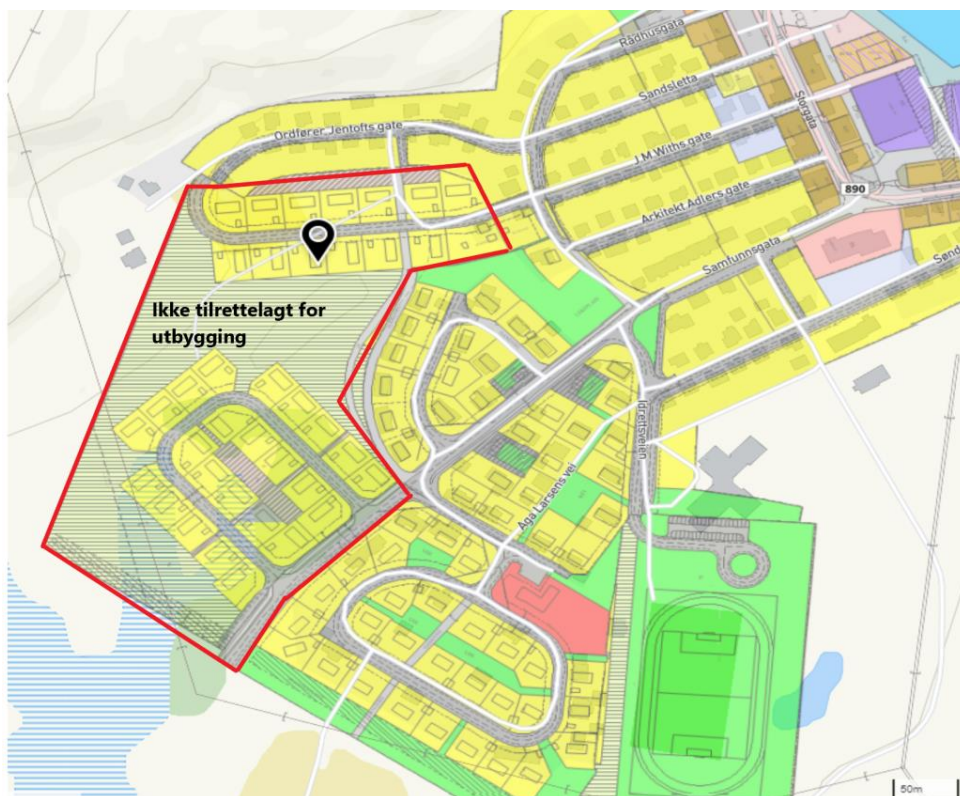 Rådhusgata
Sandsletta
Storgata
Ordfører Jentofts gate
J M Withs gate
890
Arkitekt Adlers gate
Samfunnsgata
Sønd
Ikke tilrettelagt for
utbygging
Idrettsveien
Aga Larsens vei
50m